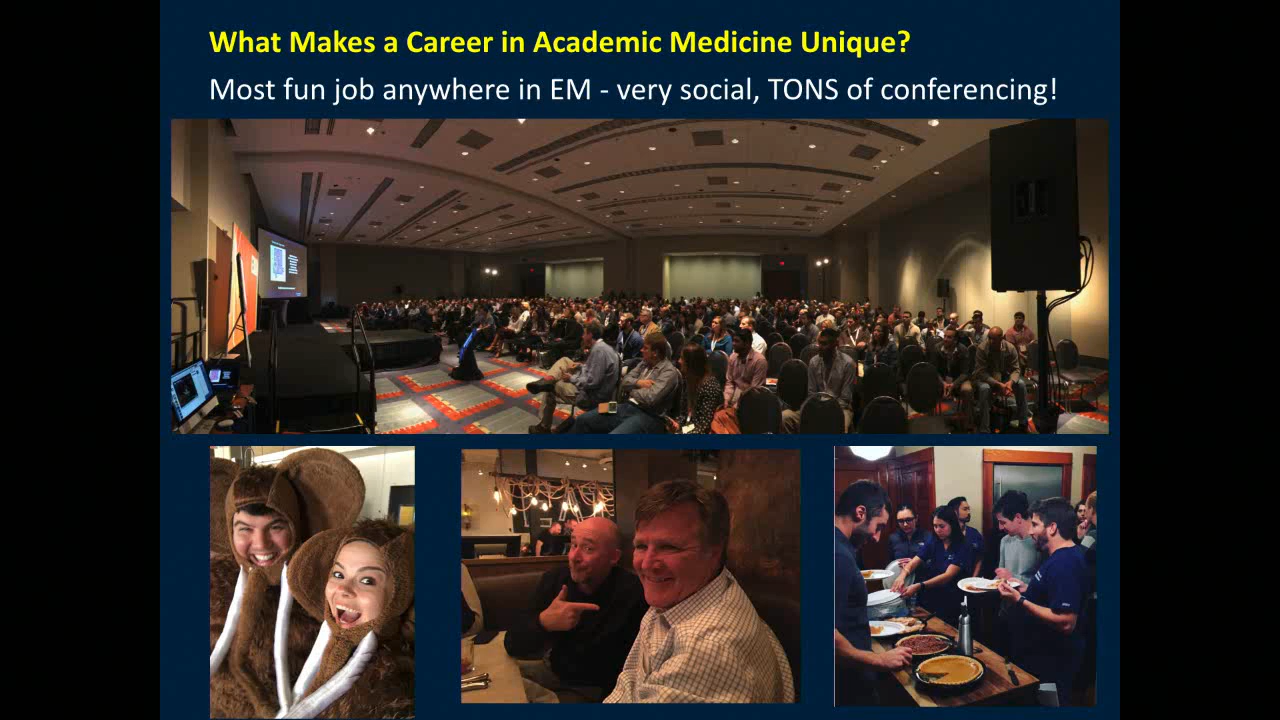 What Makes a Career in Academic Medicine Unique?
Most fun job anywhere in EM - very social, TONS of conferencing!